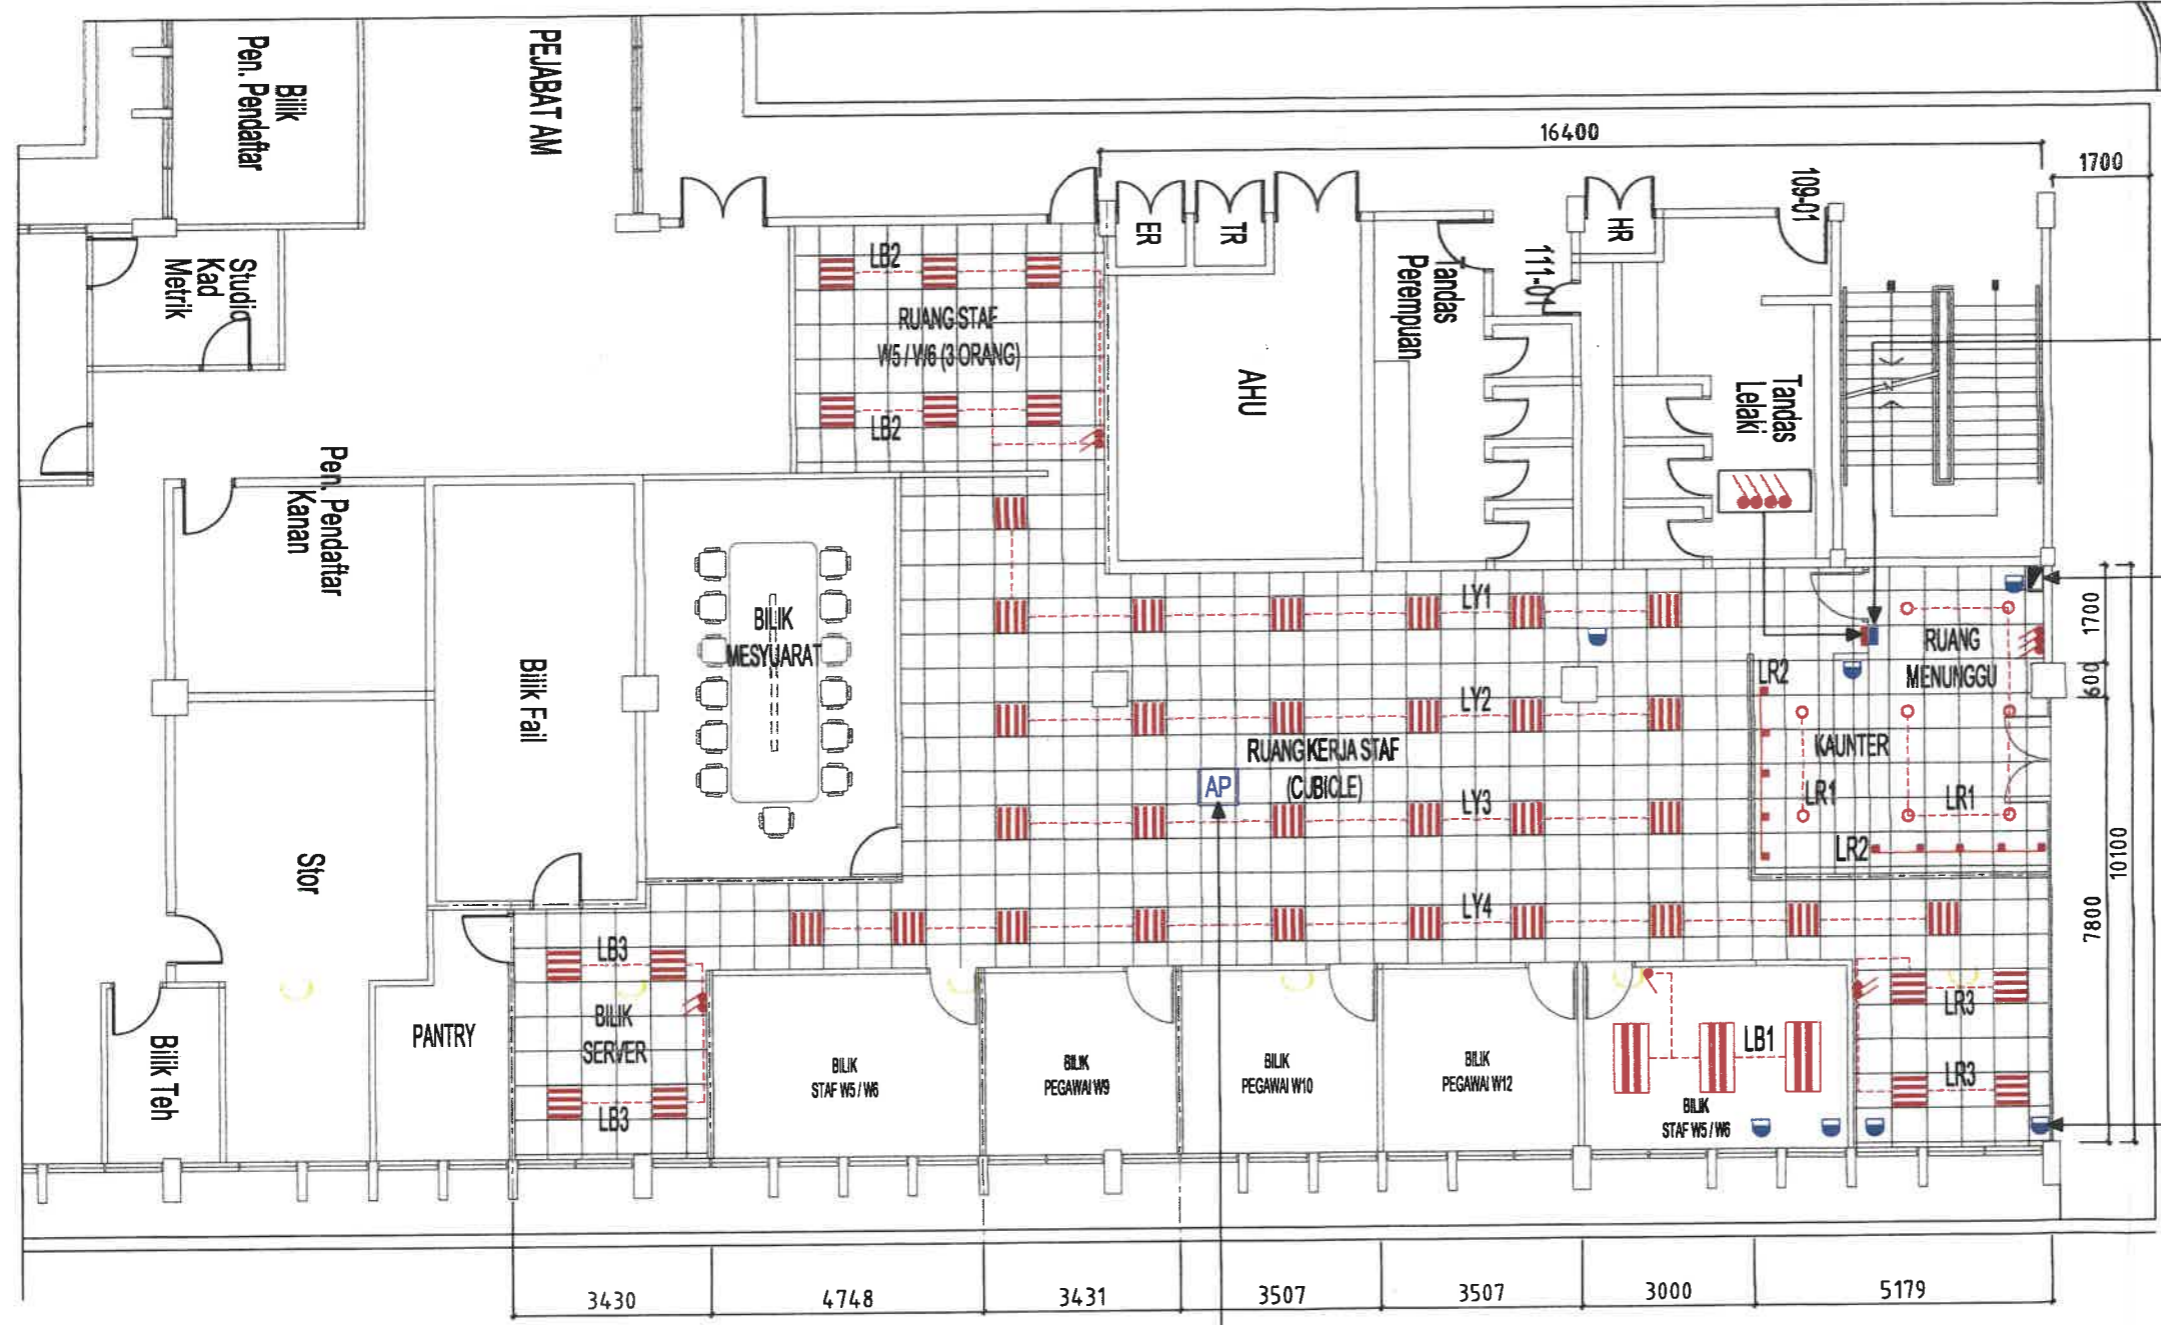 Bilik
Pen. Pendaftar
PEJABAT AM
16400
1700
109-01
ER
TR
HR
111-01
Studio
Kad
Metrik
LB2
RUANG STAF
W5 / W6 (3 ORANG)
LB2
AHU
Tandas
Perempuan
Tandas
Lelaki
Pen. Pendaftar
Kanan
Bilik Fail
BILIK
MESYUARAT
LY1
RUANG
MENUNGGU
1700
600
LR2
LY2
RUANG KERJA STAF
(CUBICLE)
AP
KAUNTER
LR1
LR1
LY3
LR2
10100
7800
Stor
LY4
LB3
BILIK
SERVER
LB3
PANTRY
Bilik Teh
BILIK
STAF W5 / W6
BILIK
PEGAWAI W9
BILIK
PEGAWAI W10
BILIK
PEGAWAI W12
LB1
BILIK
STAF W5 / W6
LR3
LR3
3430
4748
3431
3507
3507
3000
5179